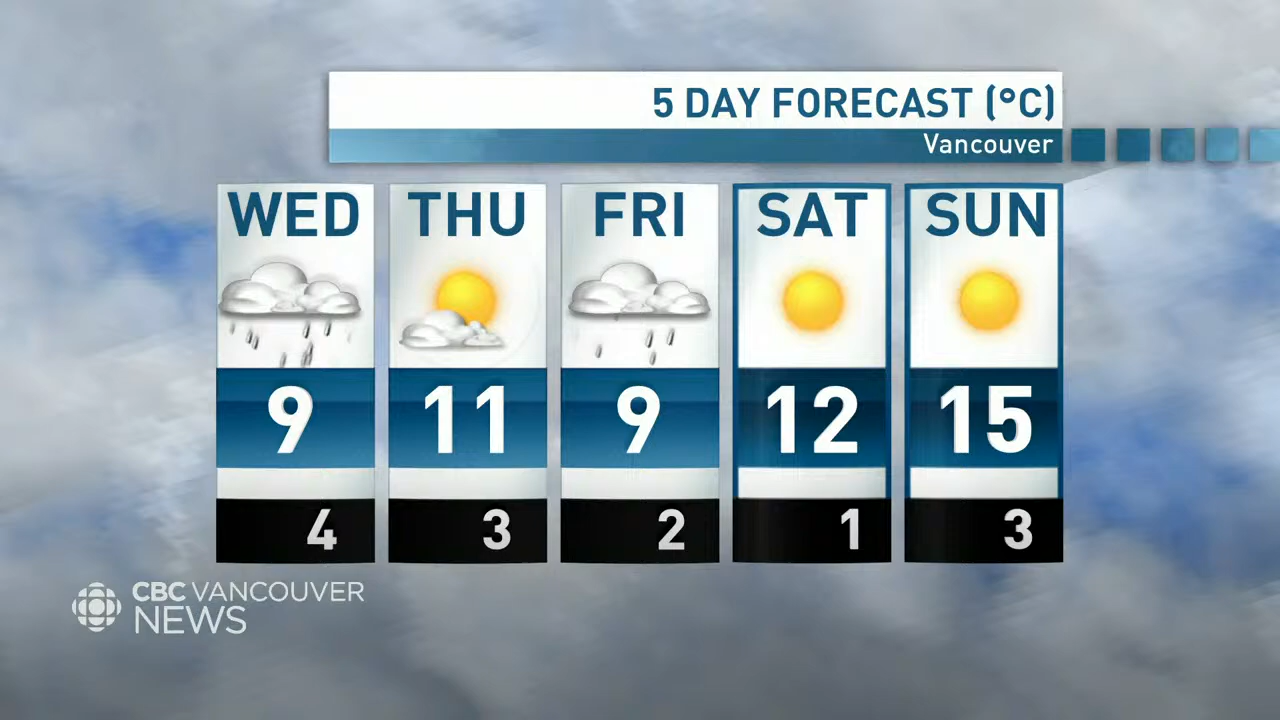 5 DAY FORECAST (°C)
Vancouver
WED THU FRI SAT SUN
9 11 9 12 15
4 3 2 1 3
CBC VANCOUVER
NEWS